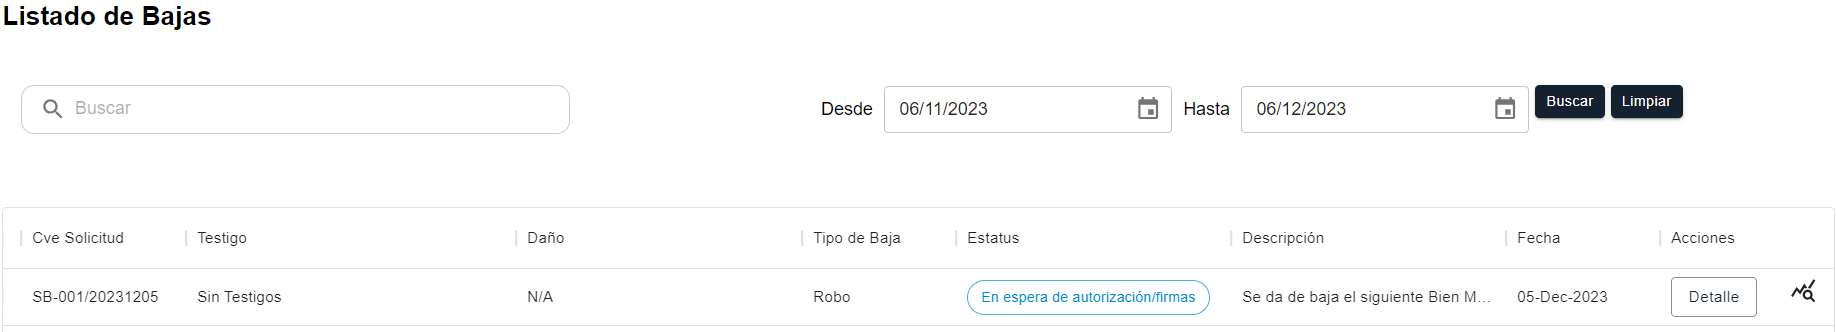 Listado de Bajas
Buscar Desde 06/11/2023 Hasta 06/12/2023 Buscar Limpiar
Cve Solicitud Testigo Daño Tipo de Baja Estatus Descripción Fecha Acciones
SB-001/20231205 Sin Testigos N/A Robo En espera de autorización/firmas Se da de baja el siguiente Bien M... 05-Dec-2023 Detalle